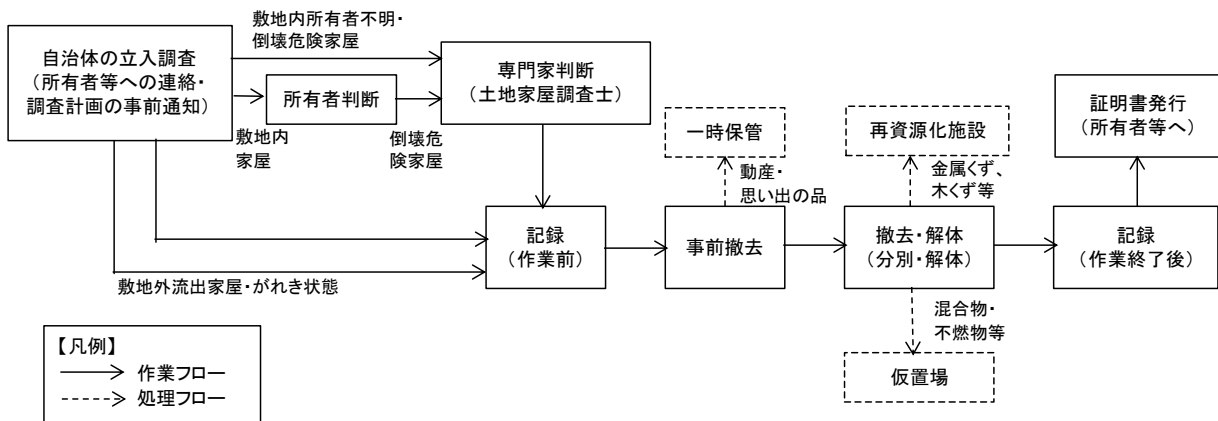 敷地内所有者不明・
倒壊危険家屋
自治体の立入調査
（所有者等への連絡・
調査計画の事前通知）
所有者判断
敷地内
家屋
倒壊危
険家屋
専門家判断
（土地家屋調査士）
一時保管
動産・
思い出の品
再資源化施設
金属くず、
木くず等
証明書発行
（所有者等へ）
記録
（作業前）
事前撤去
撤去・解体
（分別・解体）
記録
（作業終了後）
敷地外流出家屋・がれき状態
混合物・
不燃物等
仮置場
【凡例】
作業フロー
処理フロー